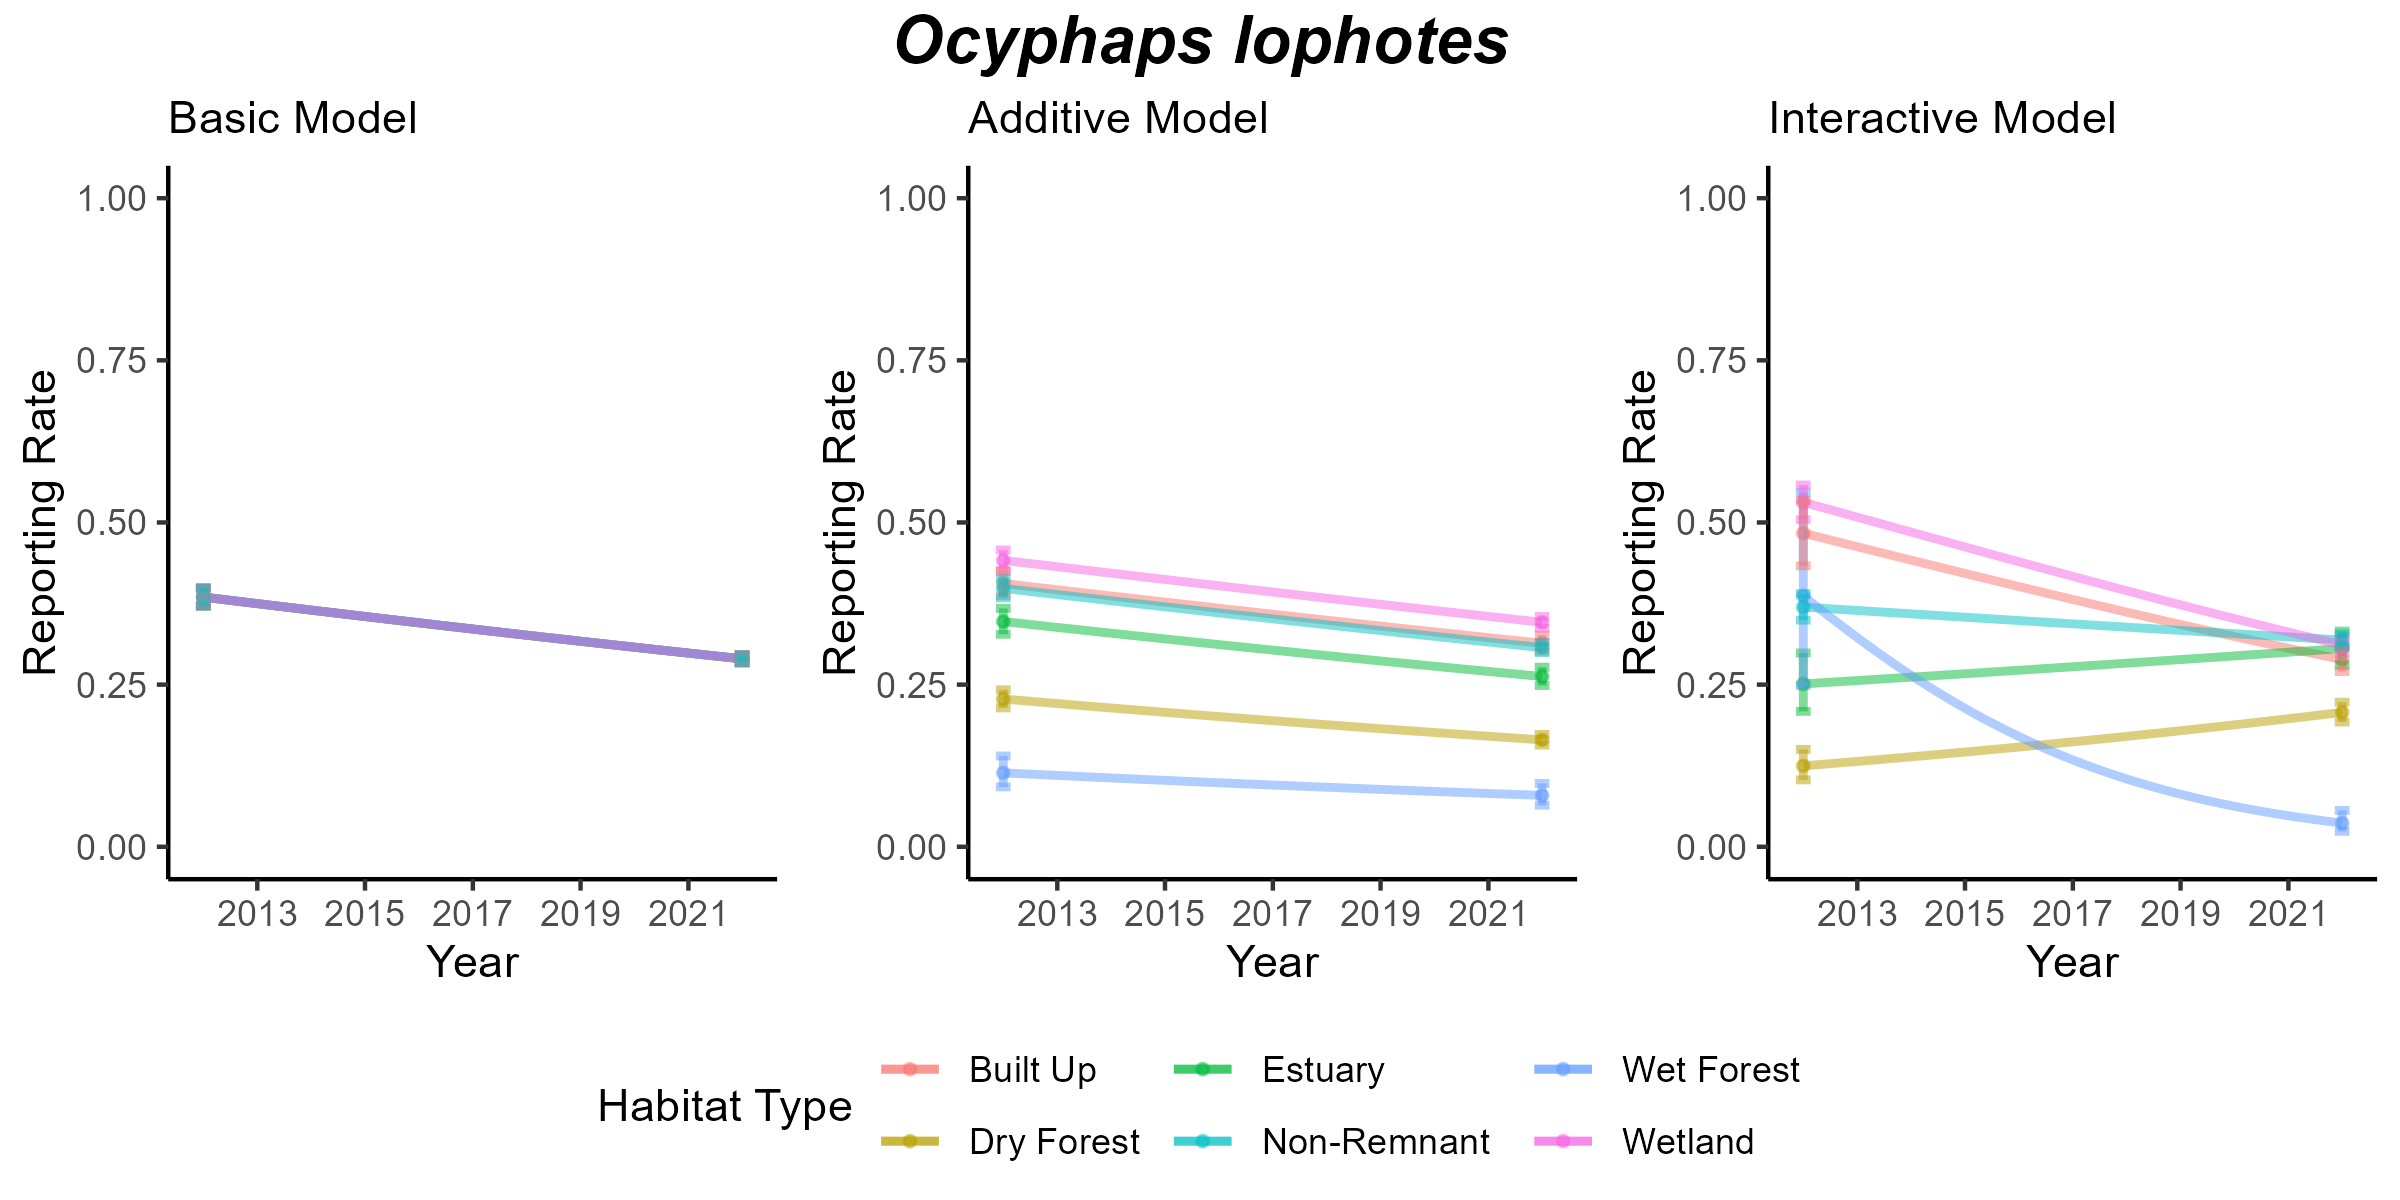 Ocyphaps lophotes
Basic Model
Additive Model
Interactive Model
Reporting Rate
1.00
0.75
0.50
0.25
0.00
2013 2015 2017 2019 2021
Year
Reporting Rate
1.00
0.75
0.50
0.25
0.00
2013 2015 2017 2019 2021
Year
Reporting Rate
1.00
0.75
0.50
0.25
0.00
2013 2015 2017 2019 2021
Year
Habitat Type
Built Up
Estuary
Wet Forest
Dry Forest
Non-Remnant
Wetland